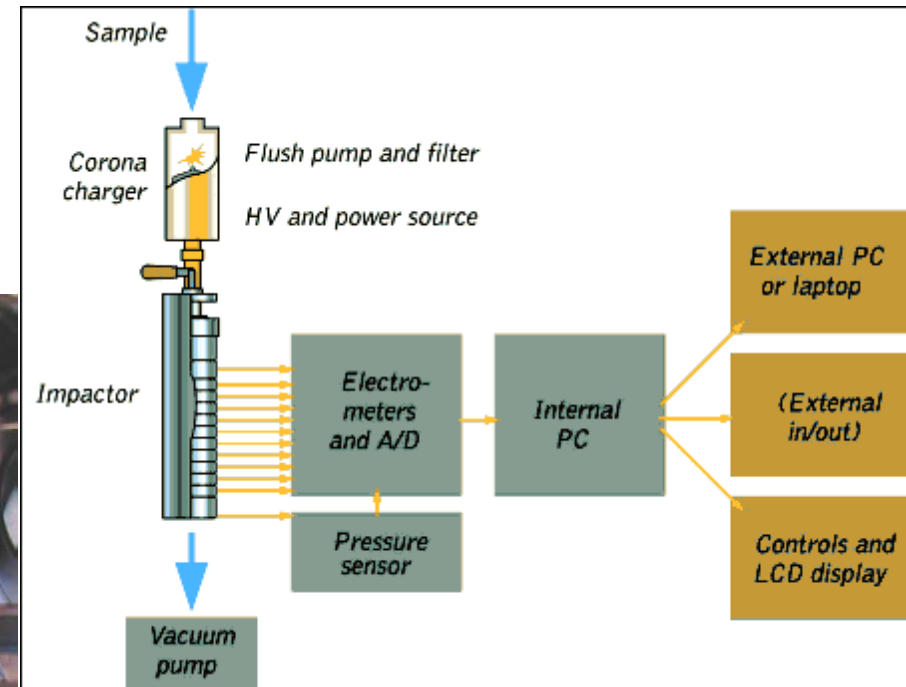 Sample
Corona
charger
Flush pump and filter
HV and power source
Impactor
Electro-
meters
and A/D
Pressure
sensor
Vacuum
pump
Internal
PC
External PC
or laptop
(External
in/out)
Controls and
LCD display